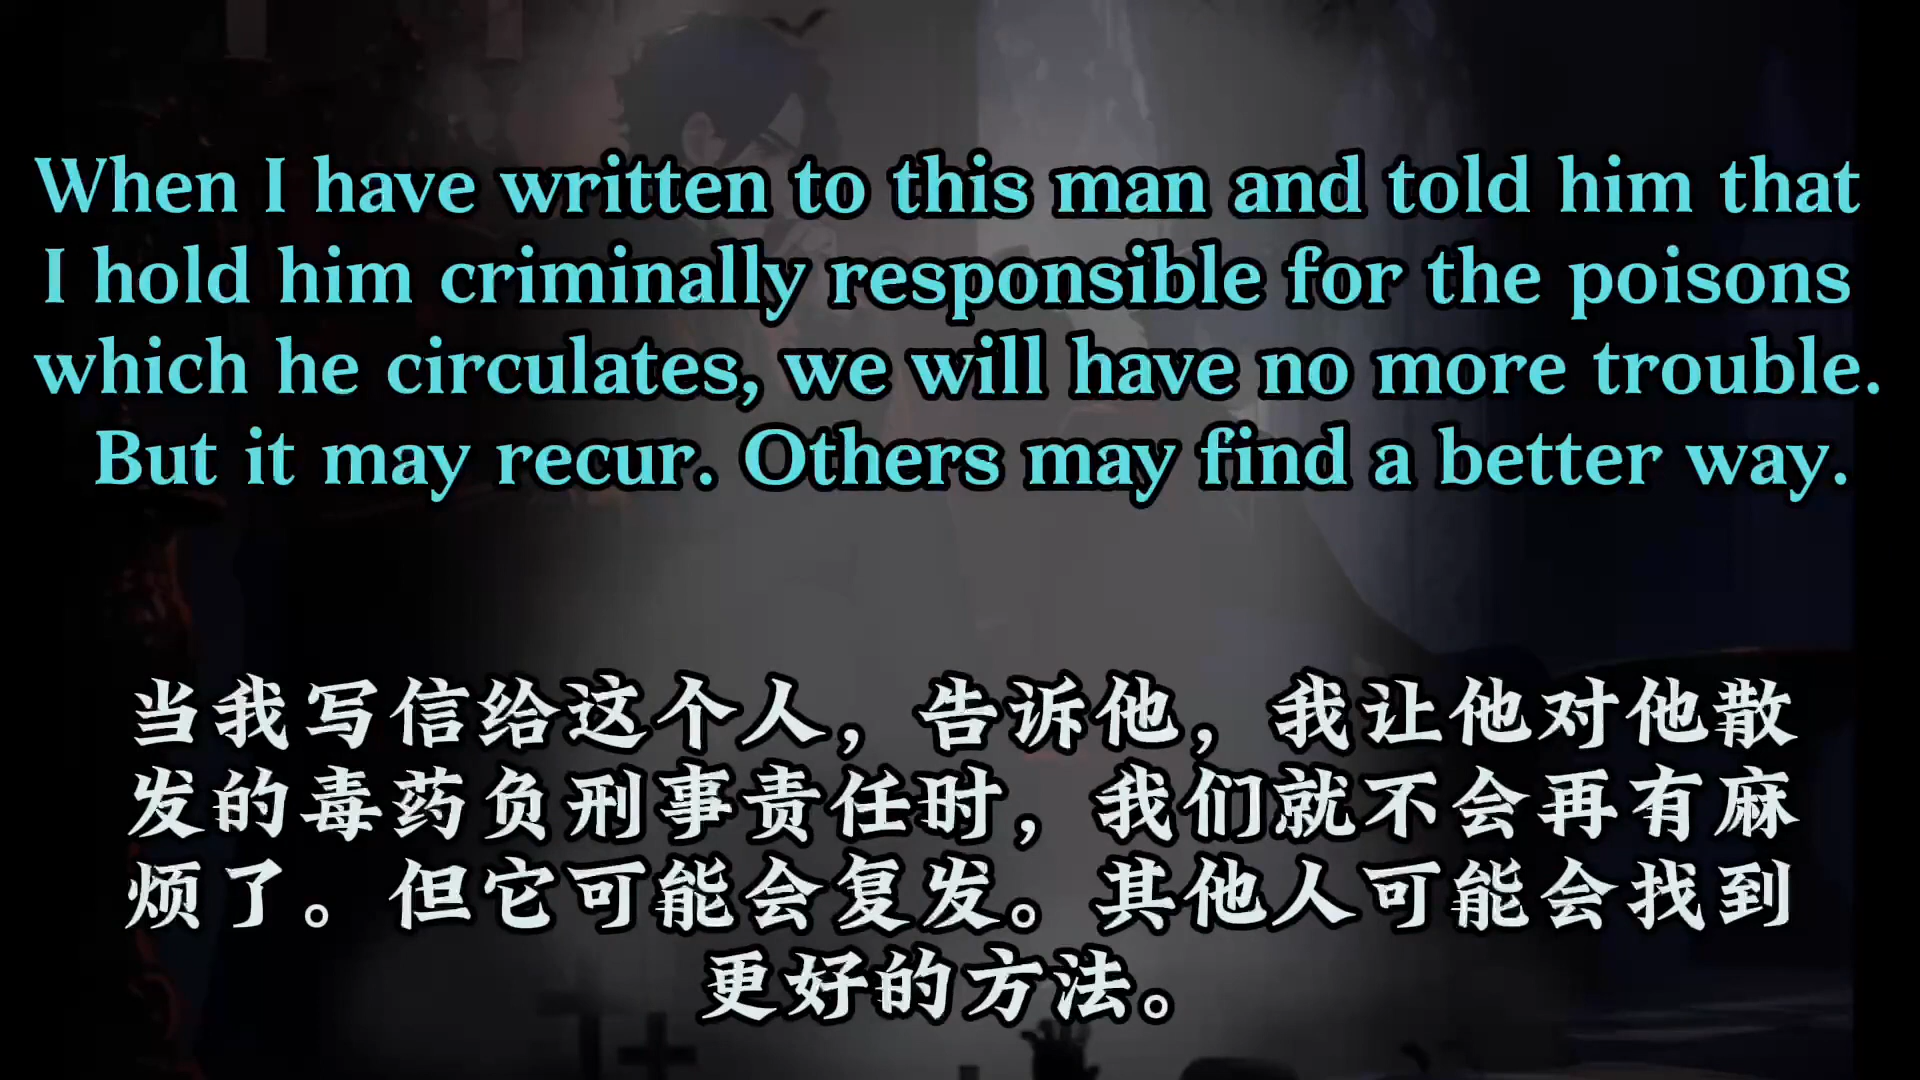 When I have written to this man and told him that
I hold him criminally responsible for the poisons
which he circulates, we will have no more trouble.
But it may recur. Others may find a better way.
当我写信给这个人，告诉他，我让他对他散
发的毒药负刑事责任时，我们就不会再有麻
烦了。但它可能会复发。其他人可能会找到
更好的方法。